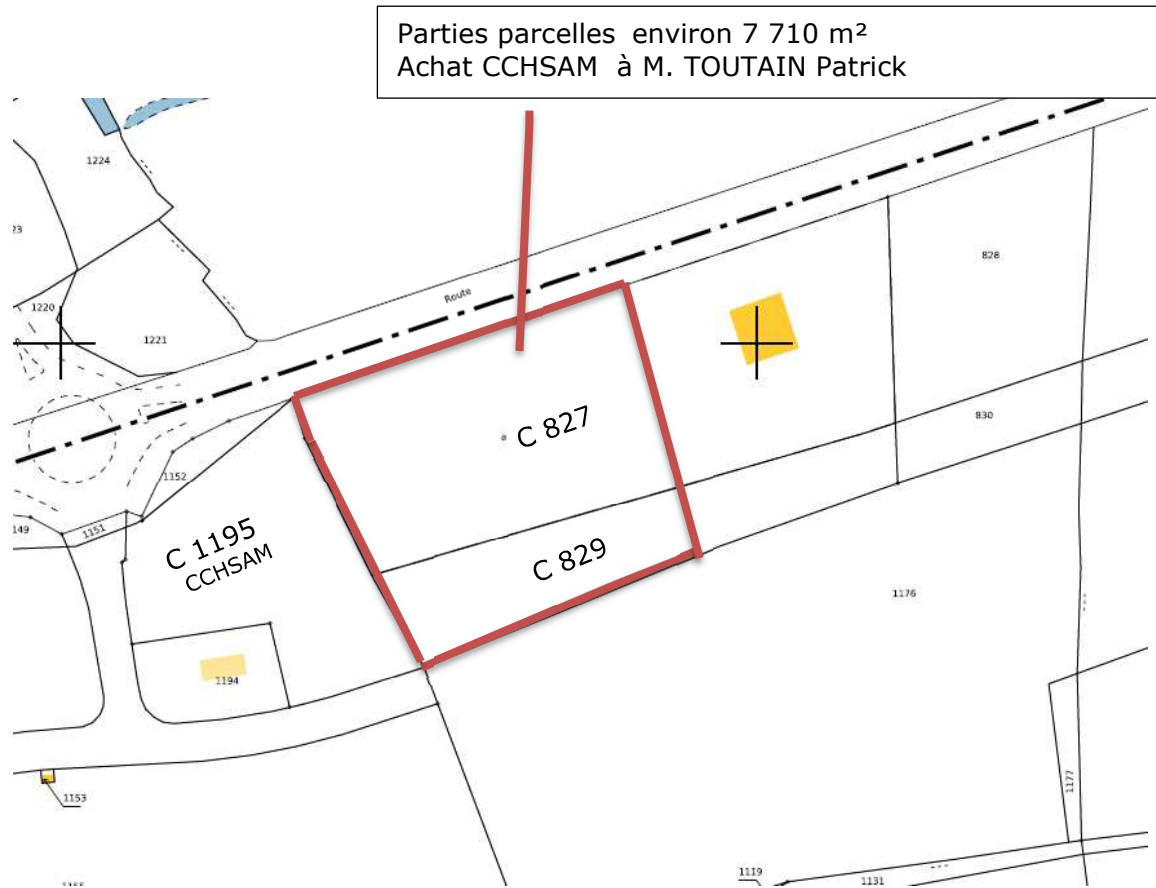 Parties parcelles environ 7 710 m²
Achat CCHSAM à M. TOUTAIN Patrick
1224
23
828
Route
1220
1221
830
C 827
1152
149
1151
C 1195
CCHSAM
C 829
1176
1194
1177
1153
1119
1131